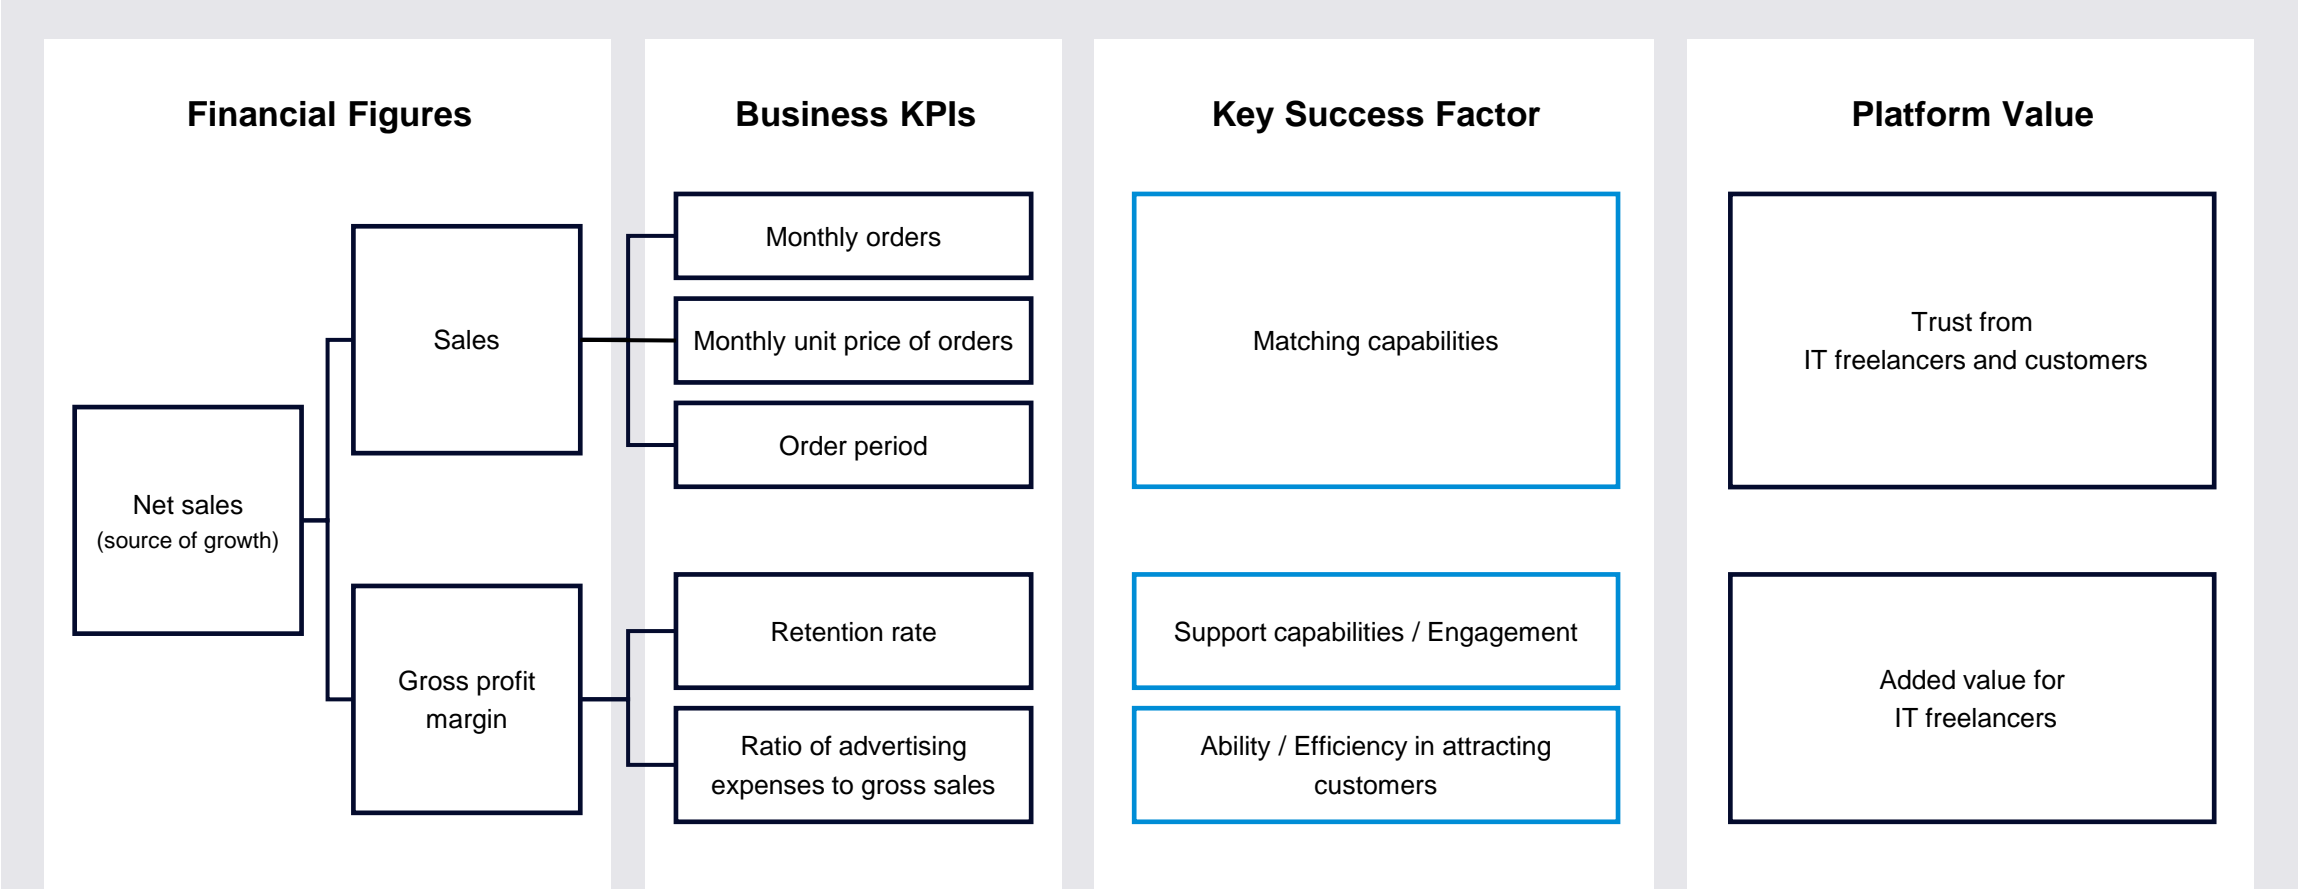 Financial Figures
Business KPIs
Key Success Factor
Platform Value
Net sales
(source of growth)
Sales
Gross profit
margin
Monthly orders
Monthly unit price of orders
Order period
Retention rate
Ratio of advertising
expenses to gross sales
Matching capabilities
Support capabilities / Engagement
Ability / Efficiency in attracting
customers
Trust from
IT freelancers and customers
Added value for
IT freelancers